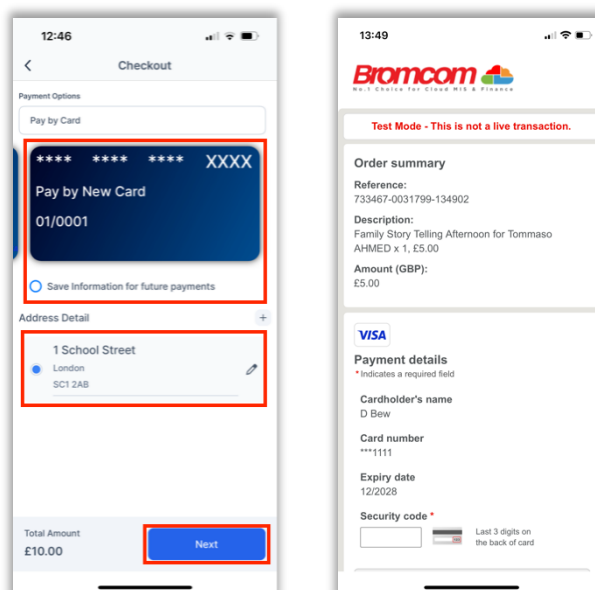 12:46
Checkout
Payment Options
Pay by Card
**** **** **** XXXX
Pay by New Card
01/0001
Save Information for future payments
Address Detail
+
1 School Street
London
SC1 2AB
Total Amount
£10.00
Next
13:49
Bromcom
No.1 Choice for Cloud MIS & Finance
Test Mode - This is not a live transaction.
Order summary
Reference:
733467-0031799-134902
Description:
Family Story Telling Afternoon for Tommaso
AHMED x 1, £5.00
Amount (GBP):
£5.00
VISA
Payment details
* Indicates a required field
Cardholder's name
D Bew
Card number
***1111
Expiry date
12/2028
Security code *
Last 3 digits on
the back of card